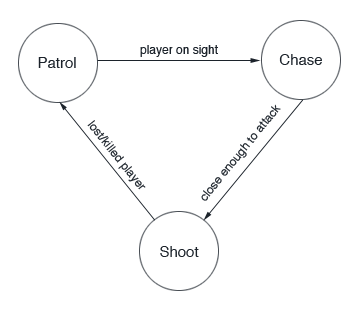 Patrol
player on sight
Chase
close enough to attack
lost/killed player
Shoot